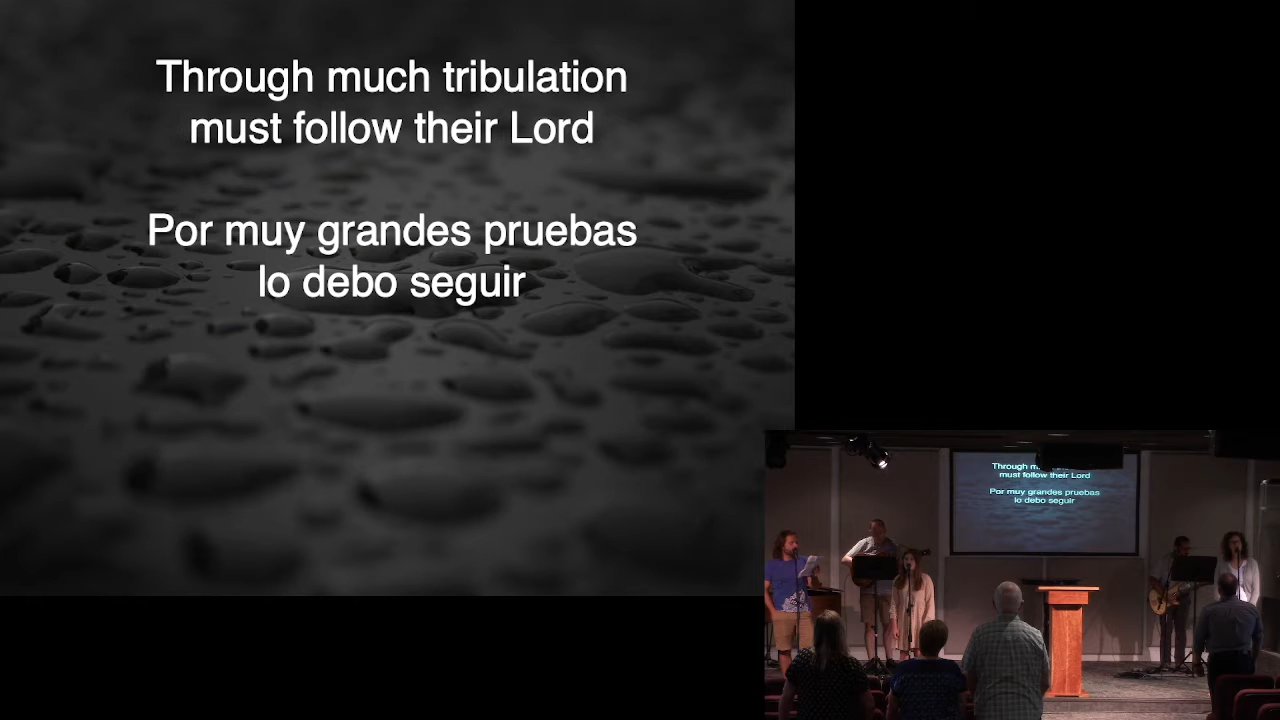 Through much tribulation
must follow their Lord
Por muy grandes pruebas
lo debo seguir
Through m
must follow their Lord
Por muy grandes pruebas
lo debo seguir